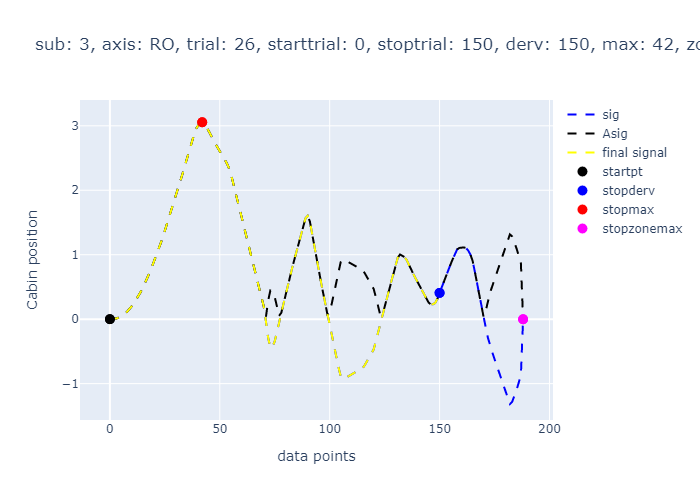 sub: 3, axis: RO, trial: 26, starttrial: 0, stoptrial: 150, derv: 150, max: 42,
sig
Asig
final signal
startpt
stopderv
stopmax
stopzonemax
Cabin position
3
2
1
0
−1
0
50
100
150
200
data points